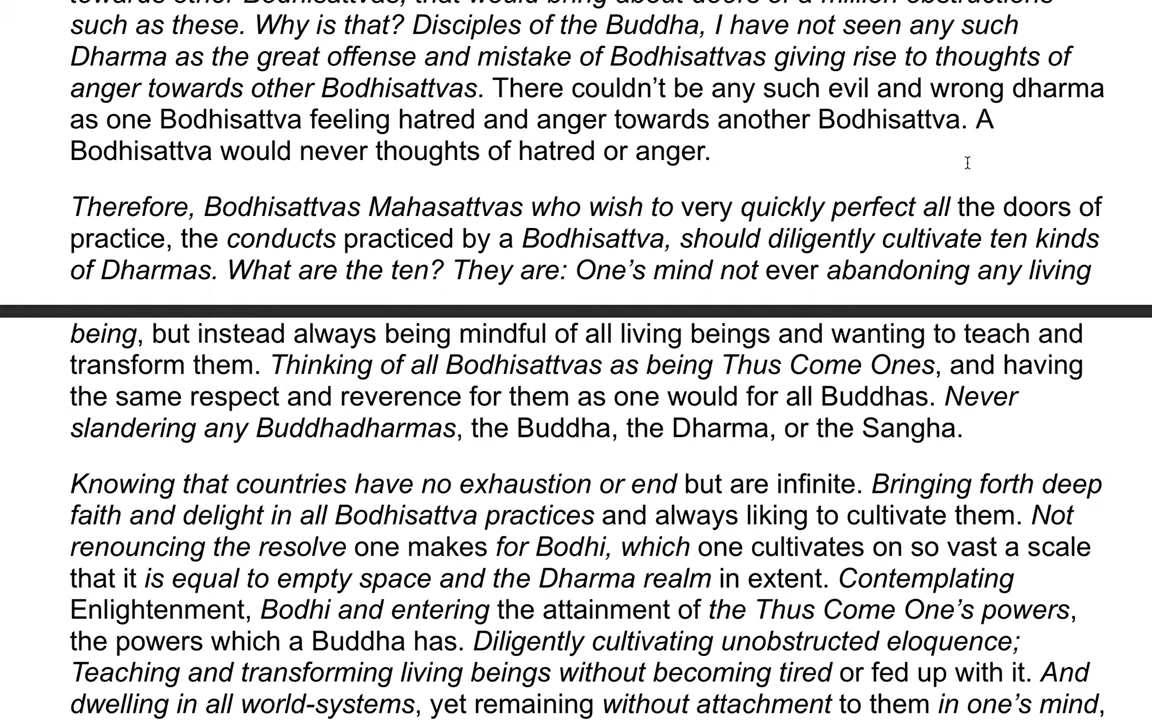 towards other Bodhisattvas, that would bring about doors of a million obstructions
such as these. Why is that? Disciples of the Buddha, I have not seen any such
Dharma as the great offense and mistake of Bodhisattvas giving rise to thoughts of
anger towards other Bodhisattvas. There couldn’t be any such evil and wrong dharma
as one Bodhisattva feeling hatred and anger towards another Bodhisattva. A
Bodhisattva would never thoughts of hatred or anger.
Therefore, Bodhisattvas Mahasattvas who wish to very quickly perfect all the doors of
practice, the conducts practiced by a Bodhisattva, should diligently cultivate ten kinds
of Dharmas. What are the ten? They are: One’s mind not ever abandoning any living
being, but instead always being mindful of all living beings and wanting to teach and
transform them. Thinking of all Bodhisattvas as being Thus Come Ones, and having
the same respect and reverence for them as one would for all Buddhas. Never
slandering any Buddhadharmas, the Buddha, the Dharma, or the Sangha.
Knowing that countries have no exhaustion or end but are infinite. Bringing forth deep
faith and delight in all Bodhisattva practices and always liking to cultivate them. Not
renouncing the resolve one makes for Bodhi, which one cultivates on so vast a scale
that it is equal to empty space and the Dharma realm in extent. Contemplating
Enlightenment, Bodhi and entering the attainment of the Thus Come One’s powers,
the powers which a Buddha has. Diligently cultivating unobstructed eloquence;
Teaching and transforming living beings without becoming tired or fed up with it. And
dwelling in all world-systems, yet remaining without attachment to them in one’s mind,